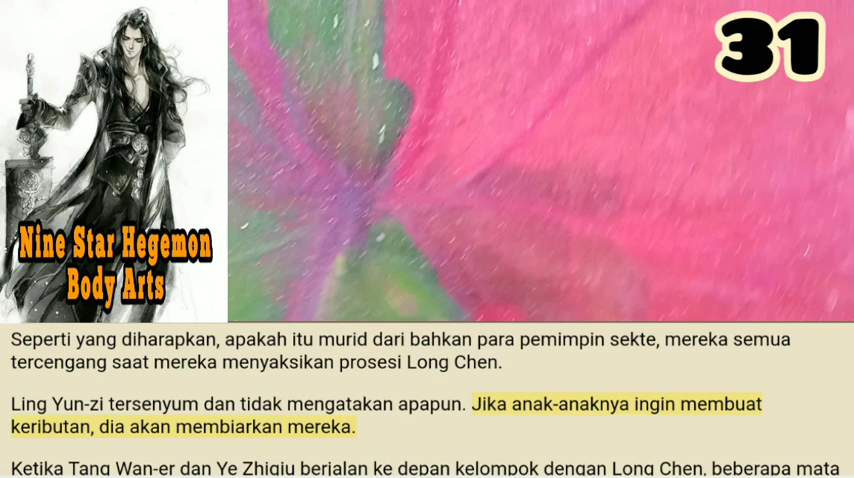 31
Nine Star Hegemon
Body Arts
Seperti yang diharapkan, apakah itu murid dari bahkan para pemimpin sekte, mereka semua
tercengang saat mereka menyaksikan prosesi Long Chen.
Ling Yun-zi tersenyum dan tidak mengatakan apapun. Jika anak-anaknya ingin membuat
keributan, dia akan membiarkan mereka.
Ketika Tang Wan-er dan Ye Zhiqiu berjalan ke depan kelompok dengan Long Chen, beberapa mata